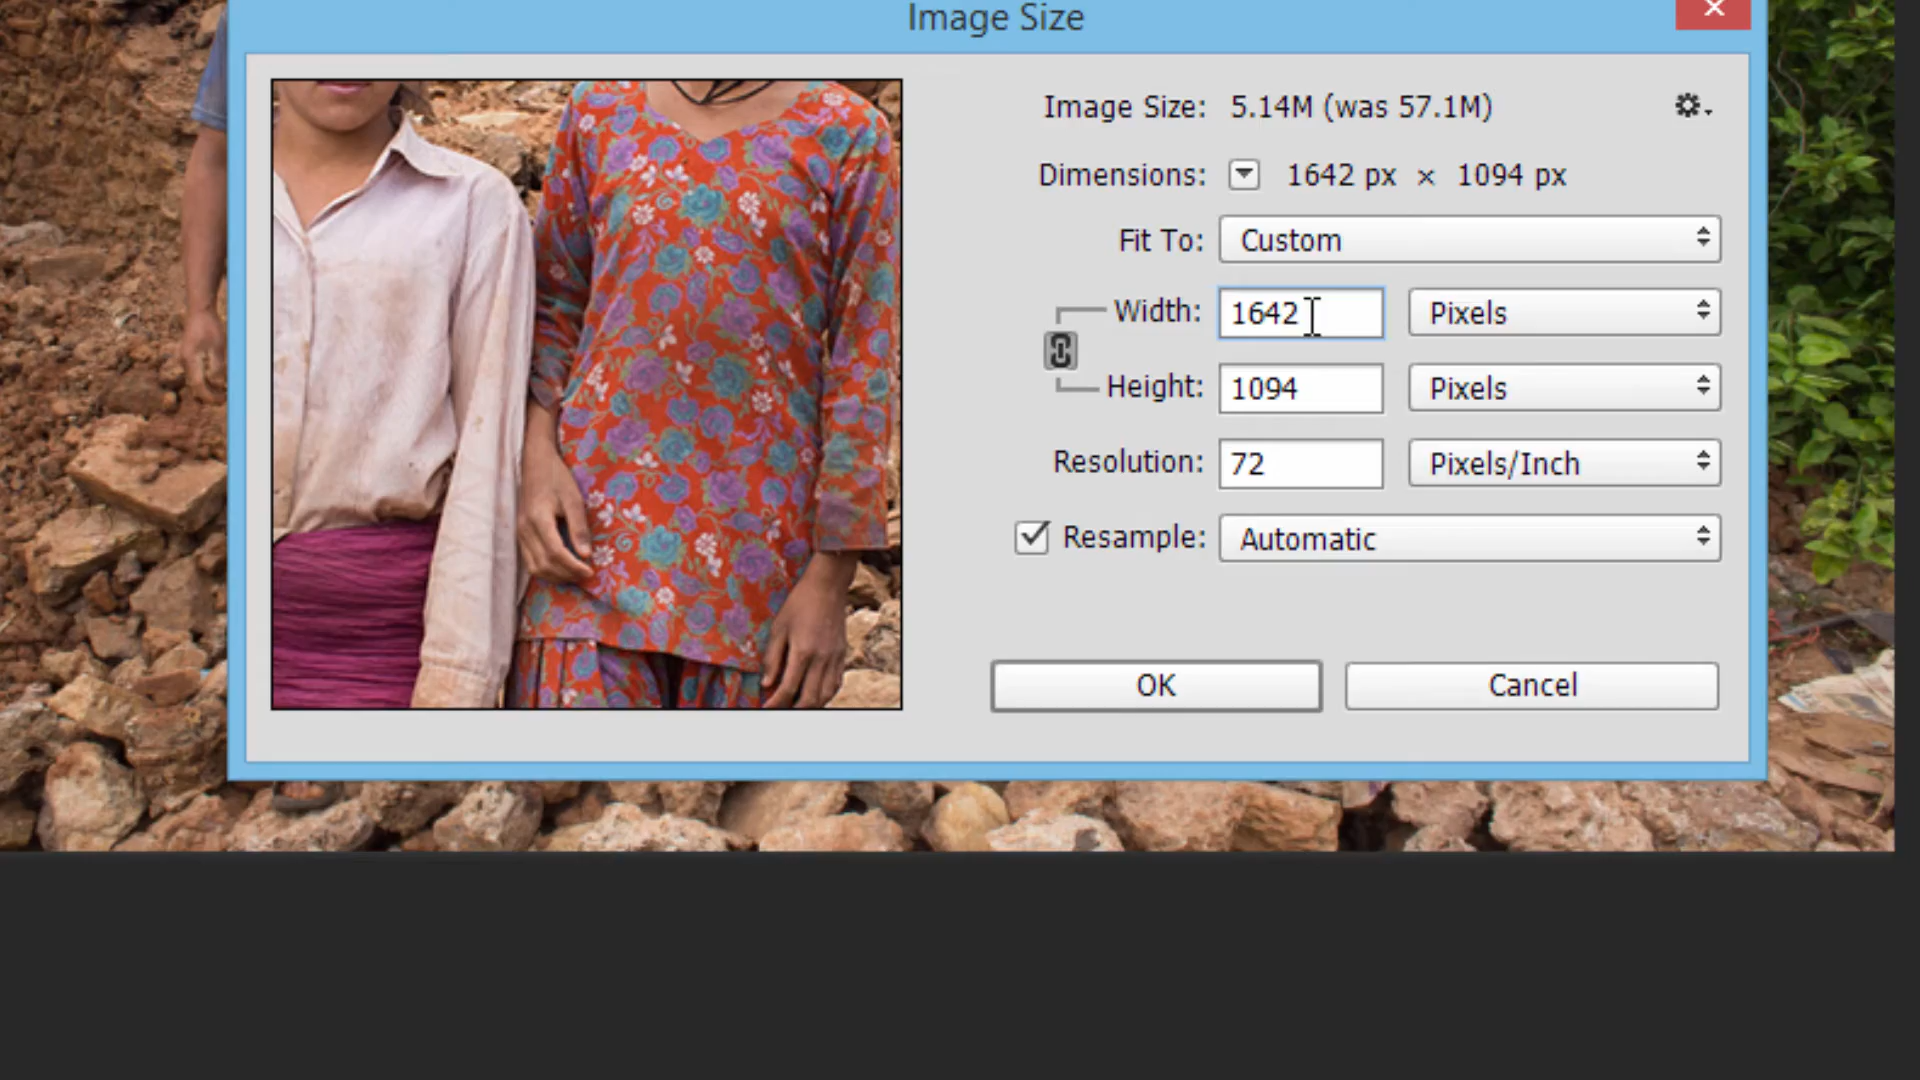 Image Size
Image Size: 5.14M (was 57.1M)
Dimensions: 1642 px × 1094 px
Fit To: Custom
Width: 1642 Pixels
Height: 1094 Pixels
Resolution: 72 Pixels/Inch
Resample: Automatic
OK Cancel